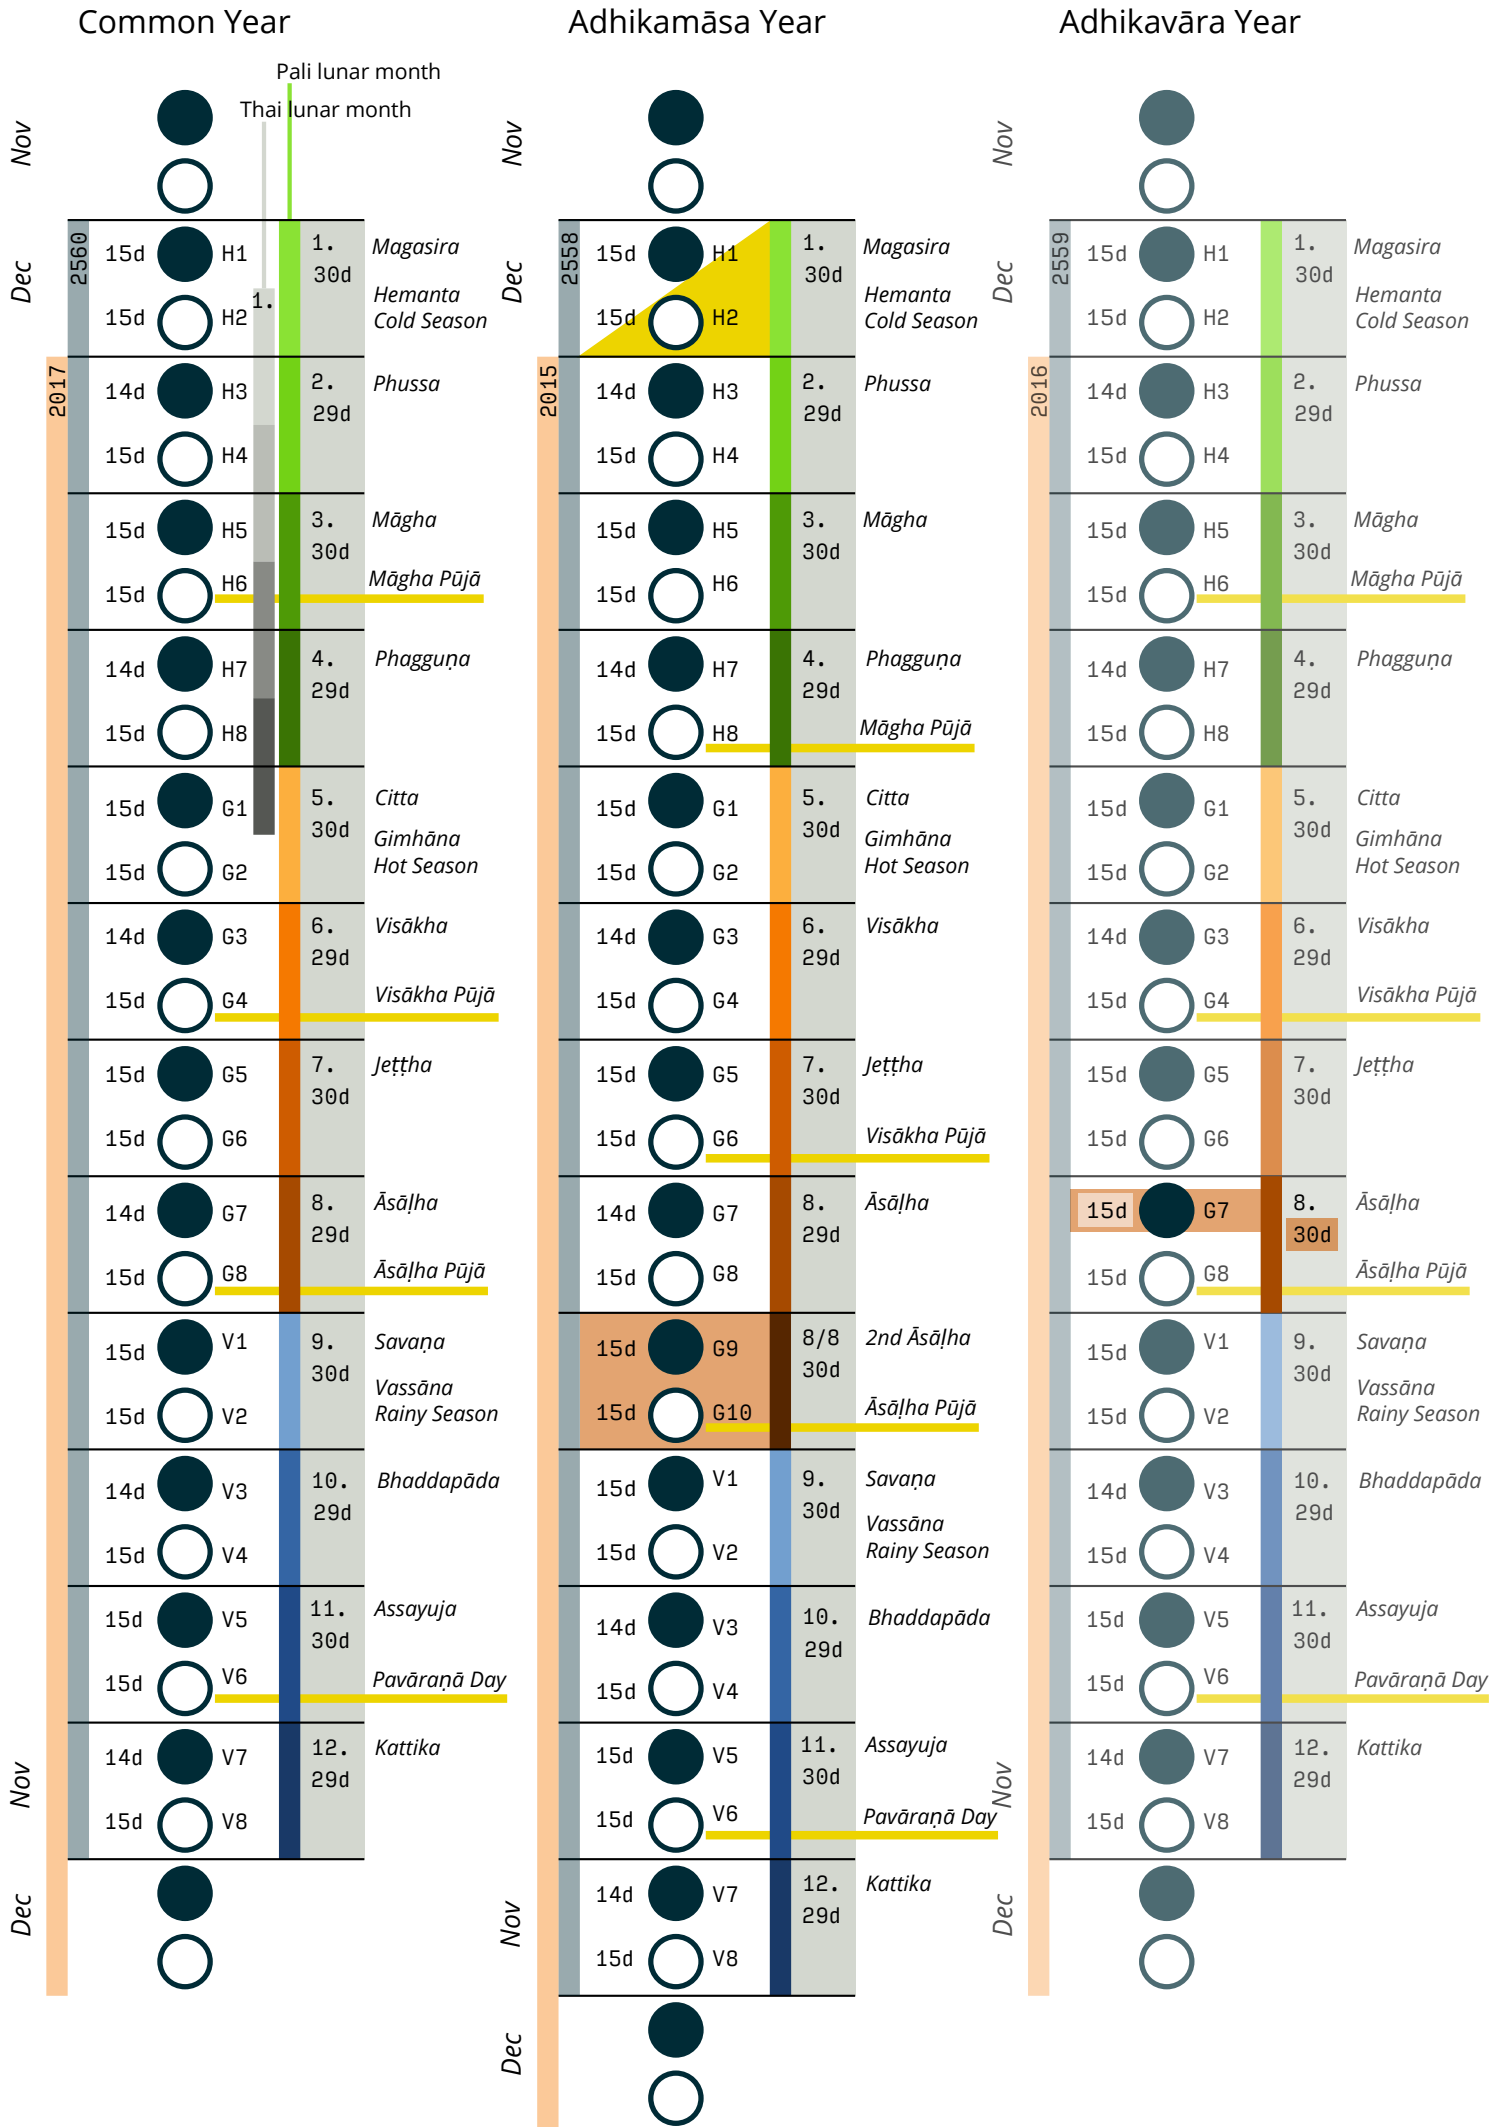 Common Year
Pali lunar month
Thai lunar month
Nov
Dec
2560
2017
15d H1 1. Magasira
30d
15d H2 1. Hemanta
Cold Season
14d H3 2. Phussa
29d
15d H4
15d H5 3. Māgha
30d
15d H6 Māgha Pūjā
14d H7 4. Phagguṇa
29d
15d H8
15d G1 5. Citta
30d
Gimhāna
15d G2 Hot Season
14d G3 6. Visākha
29d
15d G4 Visākha Pūjā
15d G5 7. Jeṭṭha
30d
15d G6
14d G7 8. Āsāḷha
29d
15d G8 Āsāḷha Pūjā
15d V1 9. Savaṇa
30d
Vassāna
15d V2 Rainy Season
14d V3 10. Bhaddapāda
29d
15d V4
15d V5 11. Assayuja
30d
15d V6 Pavāraṇā Day
14d V7 12. Kattika
29d
15d V8
Nov
Dec
Adhikamāsa Year
Nov
Dec
2558
2015
15d H1 1. Magasira
30d
15d H2 Hemanta
Cold Season
14d H3 2. Phussa
29d
15d H4
15d H5 3. Māgha
30d
15d H6
14d H7 4. Phagguṇa
29d
15d H8 Māgha Pūjā
15d G1 5. Citta
30d
Gimhāna
15d G2 Hot Season
14d G3 6. Visākha
29d
15d G4
15d G5 7. Jeṭṭha
30d
15d G6 Visākha Pūjā
14d G7 8. Āsāḷha
29d
15d G8
15d G9 8/8 2nd Āsāḷha
30d
15d G10 Āsāḷha Pūjā
15d V1 9. Savaṇa
30d
Vassāna
15d V2 Rainy Season
14d V3 10. Bhaddapāda
29d
15d V4
15d V5 11. Assayuja
30d
15d V6 Pavāraṇā Day
14d V7 12. Kattika
29d
15d V8
Nov
Dec
Adhikavāra Year
Nov
Dec
2559
2016
15d H1 1. Magasira
30d
15d H2 Hemanta
Cold Season
14d H3 2. Phussa
29d
15d H4
15d H5 3. Māgha
30d
15d H6 Māgha Pūjā
14d H7 4. Phagguṇa
29d
15d H8
15d G1 5. Citta
30d
Gimhāna
15d G2 Hot Season
14d G3 6. Visākha
29d
15d G4 Visākha Pūjā
15d G5 7. Jeṭṭha
30d
15d G6
15d G7 8. Āsāḷha
30d
15d G8 Āsāḷha Pūjā
15d V1 9. Savaṇa
30d
Vassāna
15d V2 Rainy Season
14d V3 10. Bhaddapāda
29d
15d V4
15d V5 11. Assayuja
30d
15d V6 Pavāraṇā Day
14d V7 12. Kattika
29d
15d V8
Nov
Dec